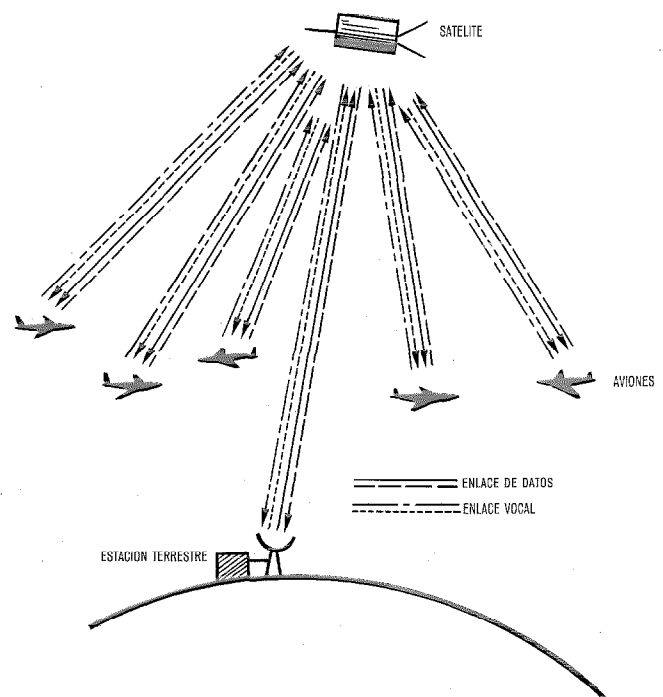 SATELITE
AVIONES
ENLACE DE DATOS
ENLACE VOCAL
ESTACION TERRESTRE